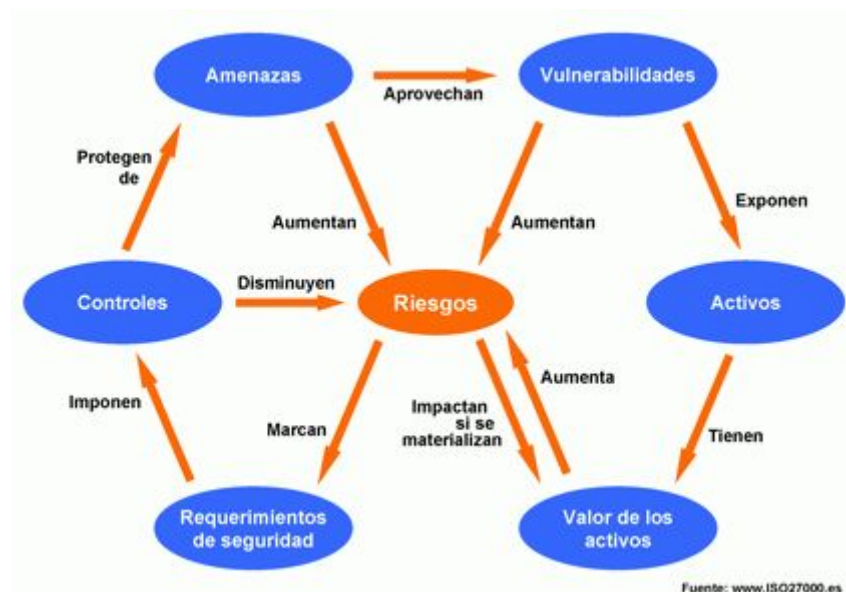 Amenazas
Aprovechan
Vulnerabilidades
Protegen
de
Aumentan
Aumentan
Exponen
Controles
Disminuyen
Riesgos
Activos
Imponen
Marcan
Impactan
si se
materializan
Aumenta
Tienen
Requerimientos
de seguridad
Valor de los
activos
Fuente: www.ISO27000.es